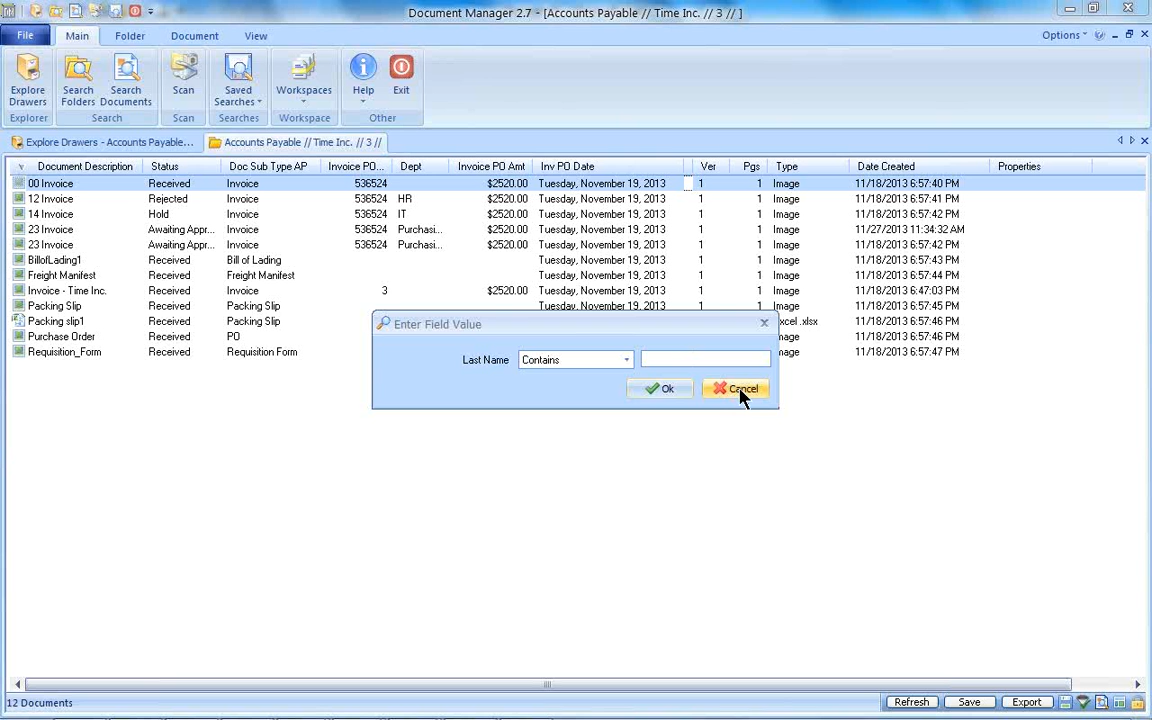 Document Manager 2.7 - [Accounts Payable // Time Inc. // 3 // ]
File Main Folder Document View Options
Explore Drawers Search Folders Search Documents Scan Saved Searches Workspaces Help Exit
Explorer Search Scan Searches Workspace Other
Explore Drawers - Accounts Payable... Accounts Payable // Time Inc. // 3 //
Document Description Status Doc Sub Type AP Invoice PO... Dept Invoice PO Amt Inv PO Date Ver Pgs Type Date Created Properties
00 Invoice Received Invoice 536524 $2520.00 Tuesday, November 19, 2013 1 1 Image 11/18/2013 6:57:40 PM
12 Invoice Rejected Invoice 536524 HR $2520.00 Tuesday, November 19, 2013 1 1 Image 11/18/2013 6:57:41 PM
14 Invoice Hold Invoice 536524 IT $2520.00 Tuesday, November 19, 2013 1 1 Image 11/18/2013 6:57:42 PM
23 Invoice Awaiting Appr... Invoice 536524 Purchasi... $2520.00 Tuesday, November 19, 2013 1 1 Image 11/27/2013 11:34:32 AM
23 Invoice Awaiting Appr... Invoice 536524 Purchasi... $2520.00 Tuesday, November 19, 2013 1 1 Image 11/18/2013 6:57:42 PM
BillofLading1 Received Bill of Lading Tuesday, November 19, 2013 1 1 Image 11/18/2013 6:57:43 PM
Freight Manifest Received Freight Manifest Tuesday, November 19, 2013 1 1 Image 11/18/2013 6:57:44 PM
Invoice - Time Inc. Received Invoice 3 $2520.00 Tuesday, November 19, 2013 1 1 Image 11/18/2013 6:47:03 PM
Packing Slip Received Packing Slip Tuesday, November 19, 2013 1 1 Image 11/18/2013 6:57:45 PM
Packing slip1 Received Packing Slip xcel .xlsx 11/18/2013 6:57:45 PM
Purchase Order Received PO mage 11/18/2013 6:57:46 PM
Requisition_Form Received Requisition Form mage 11/18/2013 6:57:47 PM
Enter Field Value
Last Name Contains
Ok Cancel
12 Documents Refresh Save Export